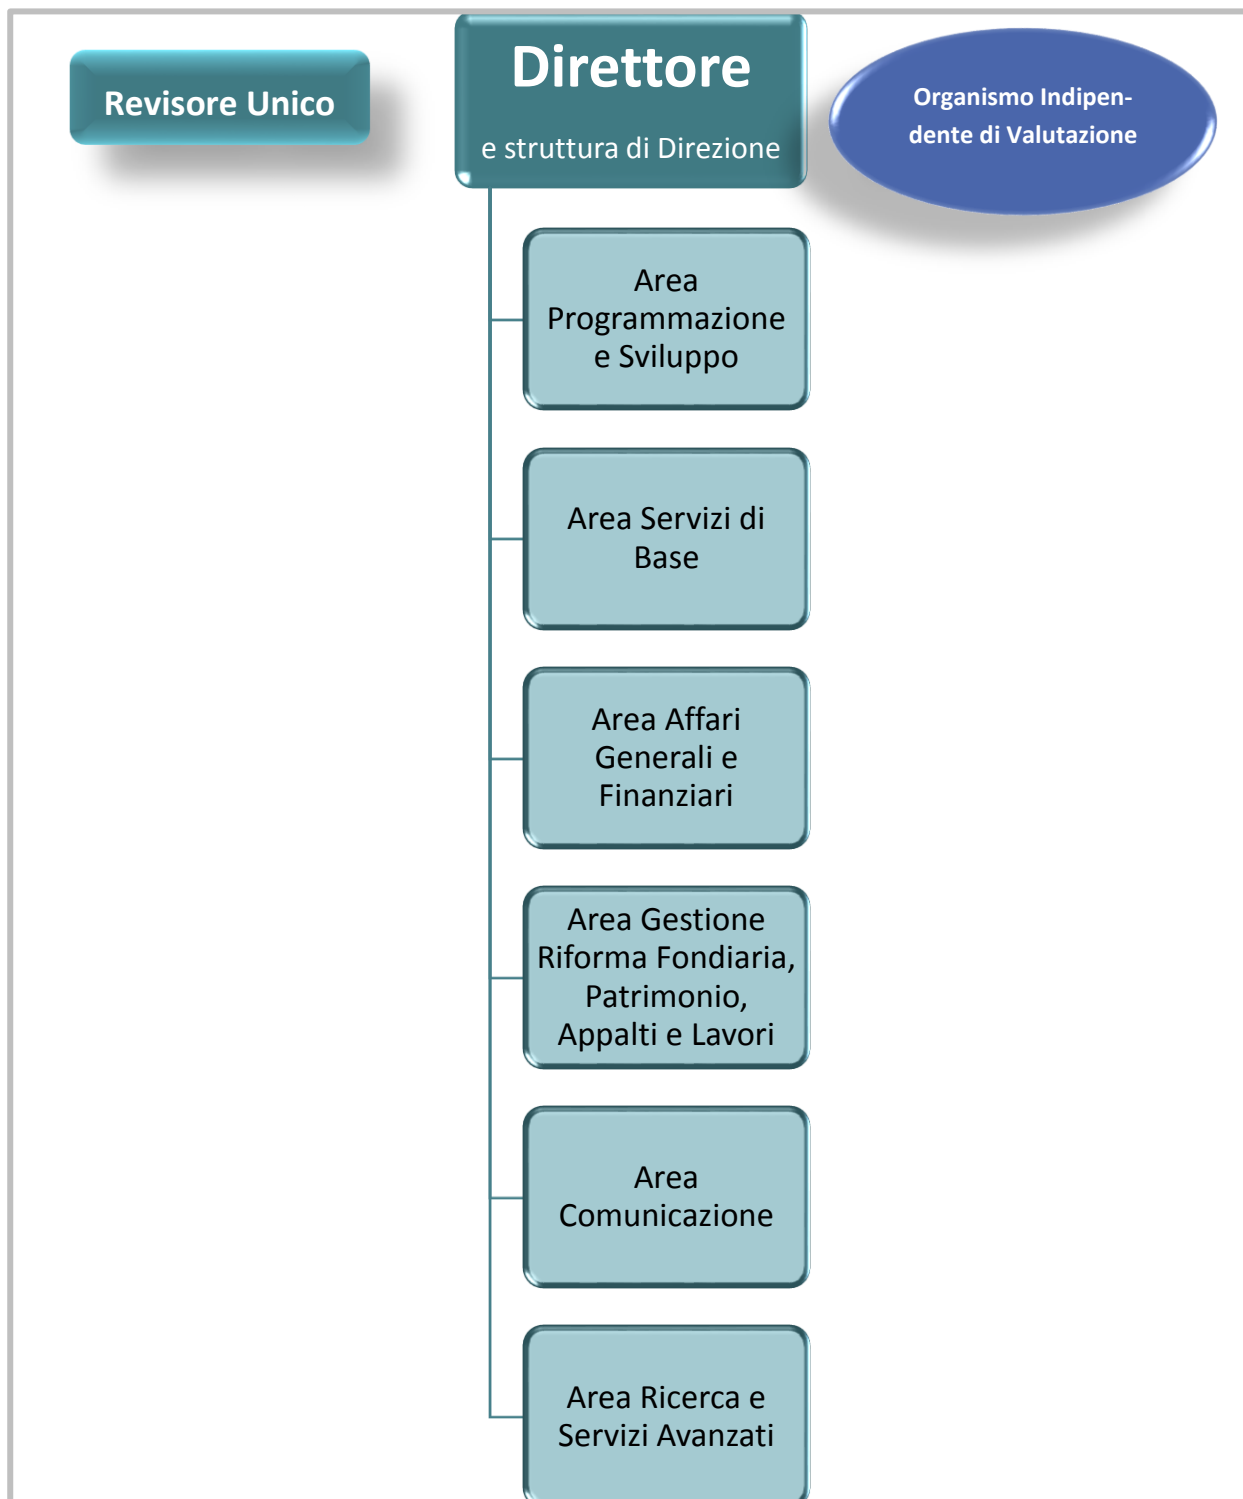 Revisore Unico
Direttore
e struttura di Direzione
Organismo Indipen-
dente di Valutazione
Area
Programmazione
e Sviluppo
Area Servizi di
Base
Area Affari
Generali e
Finanziari
Area Gestione
Riforma Fondiaria,
Patrimonio,
Appalti e Lavori
Area
Comunicazione
Area Ricerca e
Servizi Avanzati